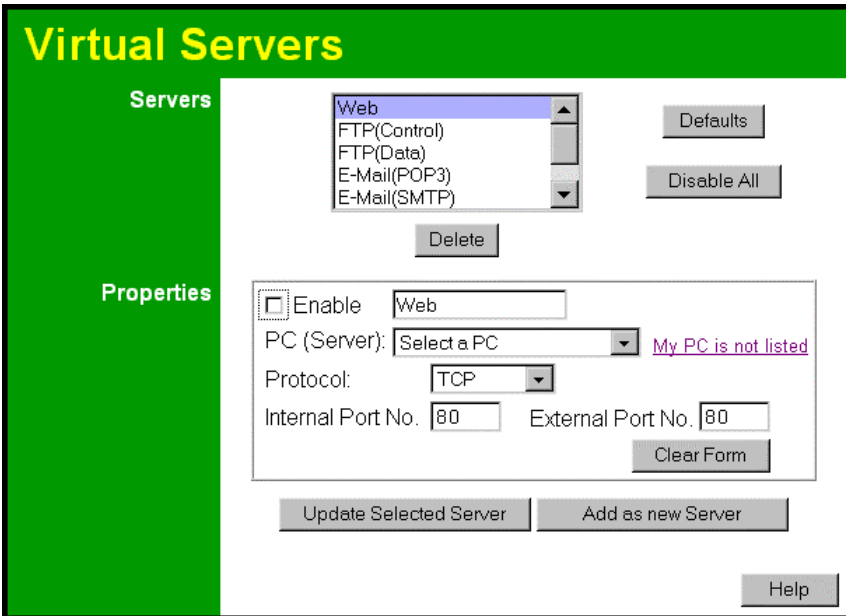 Virtual Servers
Servers
Web
FTP(Control)
FTP(Data)
E-Mail(POP3)
E-Mail(SMTP)
Defaults
Disable All
Delete
Properties
Enable Web
PC (Server): Select a PC My PC is not listed
Protocol: TCP
Internal Port No. 80 External Port No. 80
Clear Form
Update Selected Server Add as new Server
Help